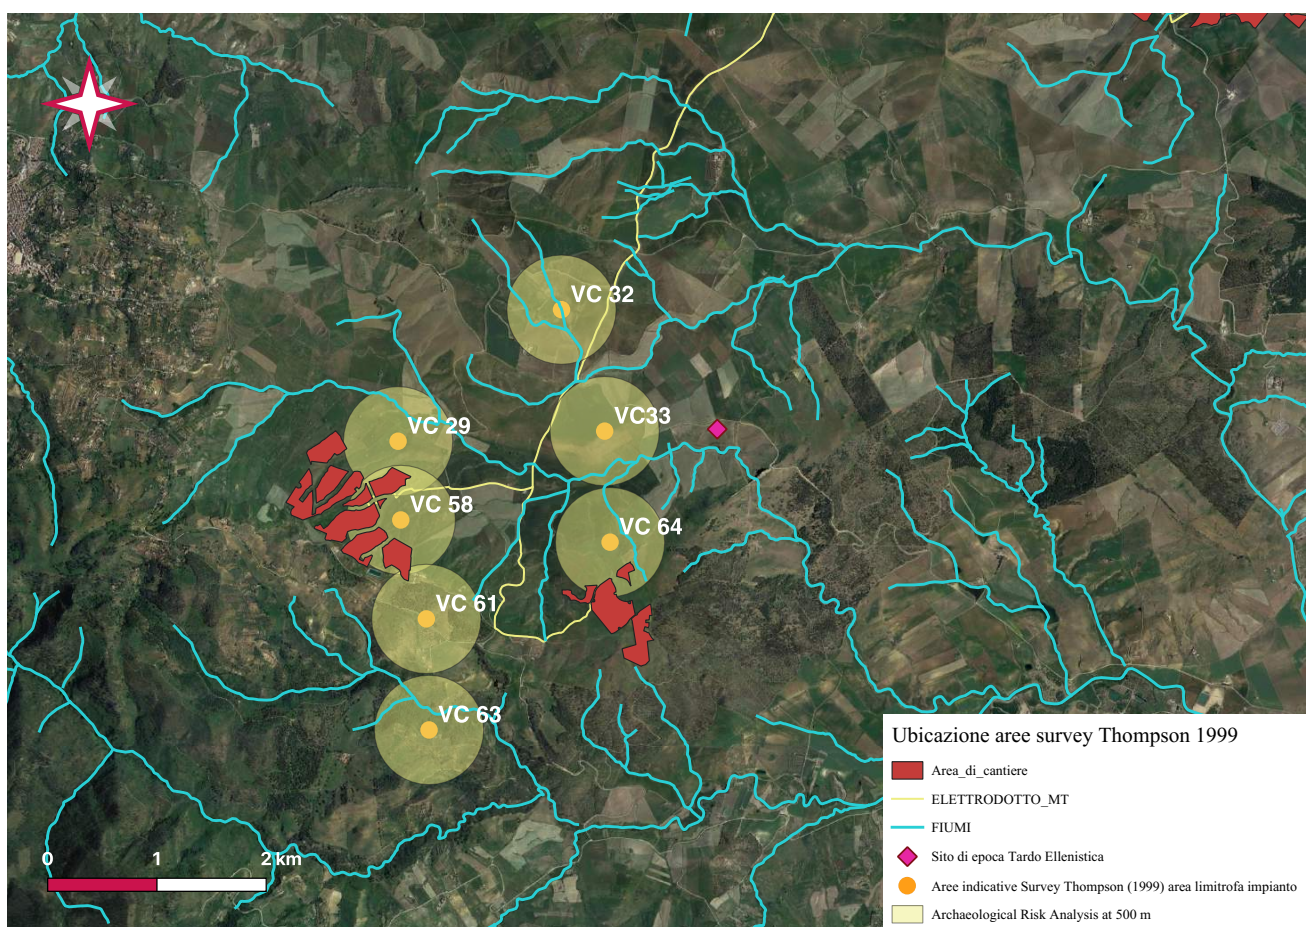 VC 32
VC 29
VC33
VC 58
VC 64
VC 61
VC 63
0 1 2 km
Ubicazione aree survey Thompson 1999
Area_di_cantiere
ELETTRODOTTO_MT
FIUMI
Sito di epoca Tardo Ellenistica
Aree indicative Survey Thompson (1999) area limitrofa impianto
Archaeological Risk Analysis at 500 m